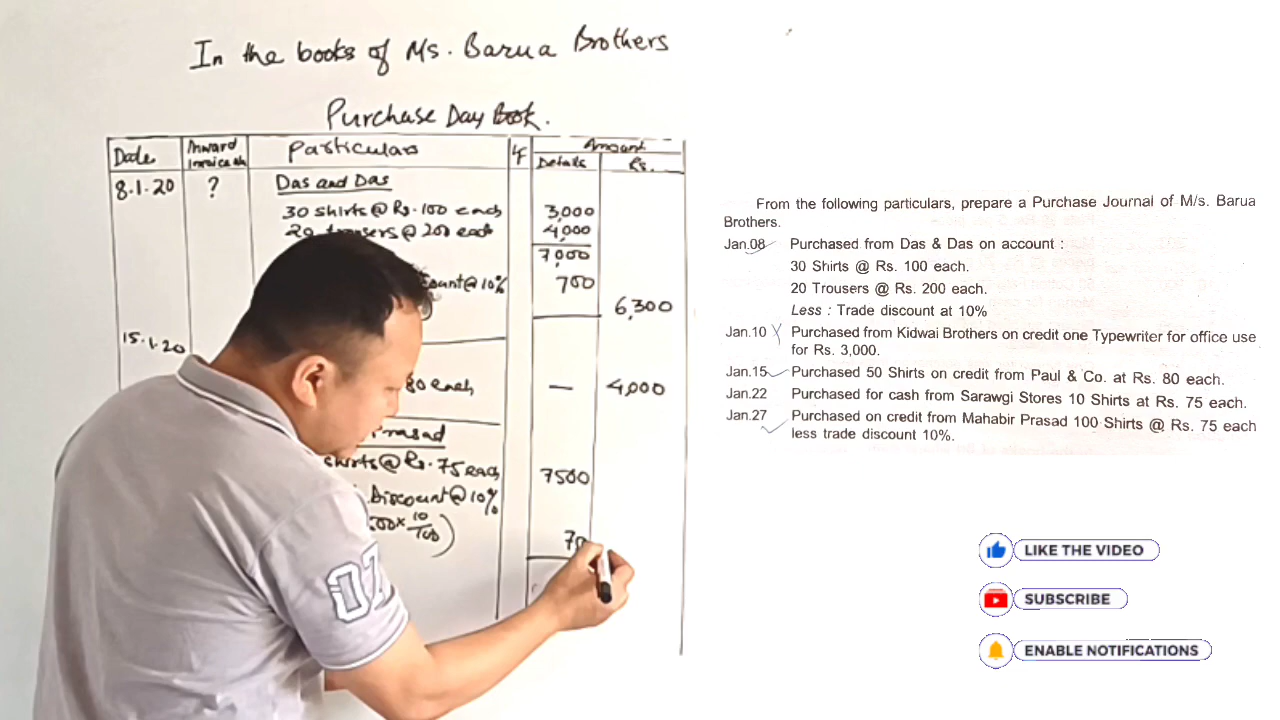 In the books of Ms. Barua Brothers
Purchase Day Book.
Date
Inward
Invoice
Particulars
LF
Amount
Details
Rs.
8.1.20
?
Das and Das
30 shirts @ Rs. 100 each
3,000
@ 200 each
4,000
7,000
@ 10%
700
6,300
15.1.20
80 each
—
4,000
Prasad
shirts @ Rs. 75 each
7500
Discount @ 10%
10
100 )
From the following particulars, prepare a Purchase Journal of M/s. Barua
Brothers.
Jan.08 Purchased from Das & Das on account :
30 Shirts @ Rs. 100 each.
20 Trousers @ Rs. 200 each.
Less : Trade discount at 10%
Jan.10 Purchased from Kidwai Brothers on credit one Typewriter for office use
for Rs. 3,000.
Jan.15 Purchased 50 Shirts on credit from Paul & Co. at Rs. 80 each.
Jan.22 Purchased for cash from Sarawgi Stores 10 Shirts at Rs. 75 each.
Jan.27 Purchased on credit from Mahabir Prasad 100 Shirts @ Rs. 75 each
less trade discount 10%.
LIKE THE VIDEO
SUBSCRIBE
ENABLE NOTIFICATIONS
07